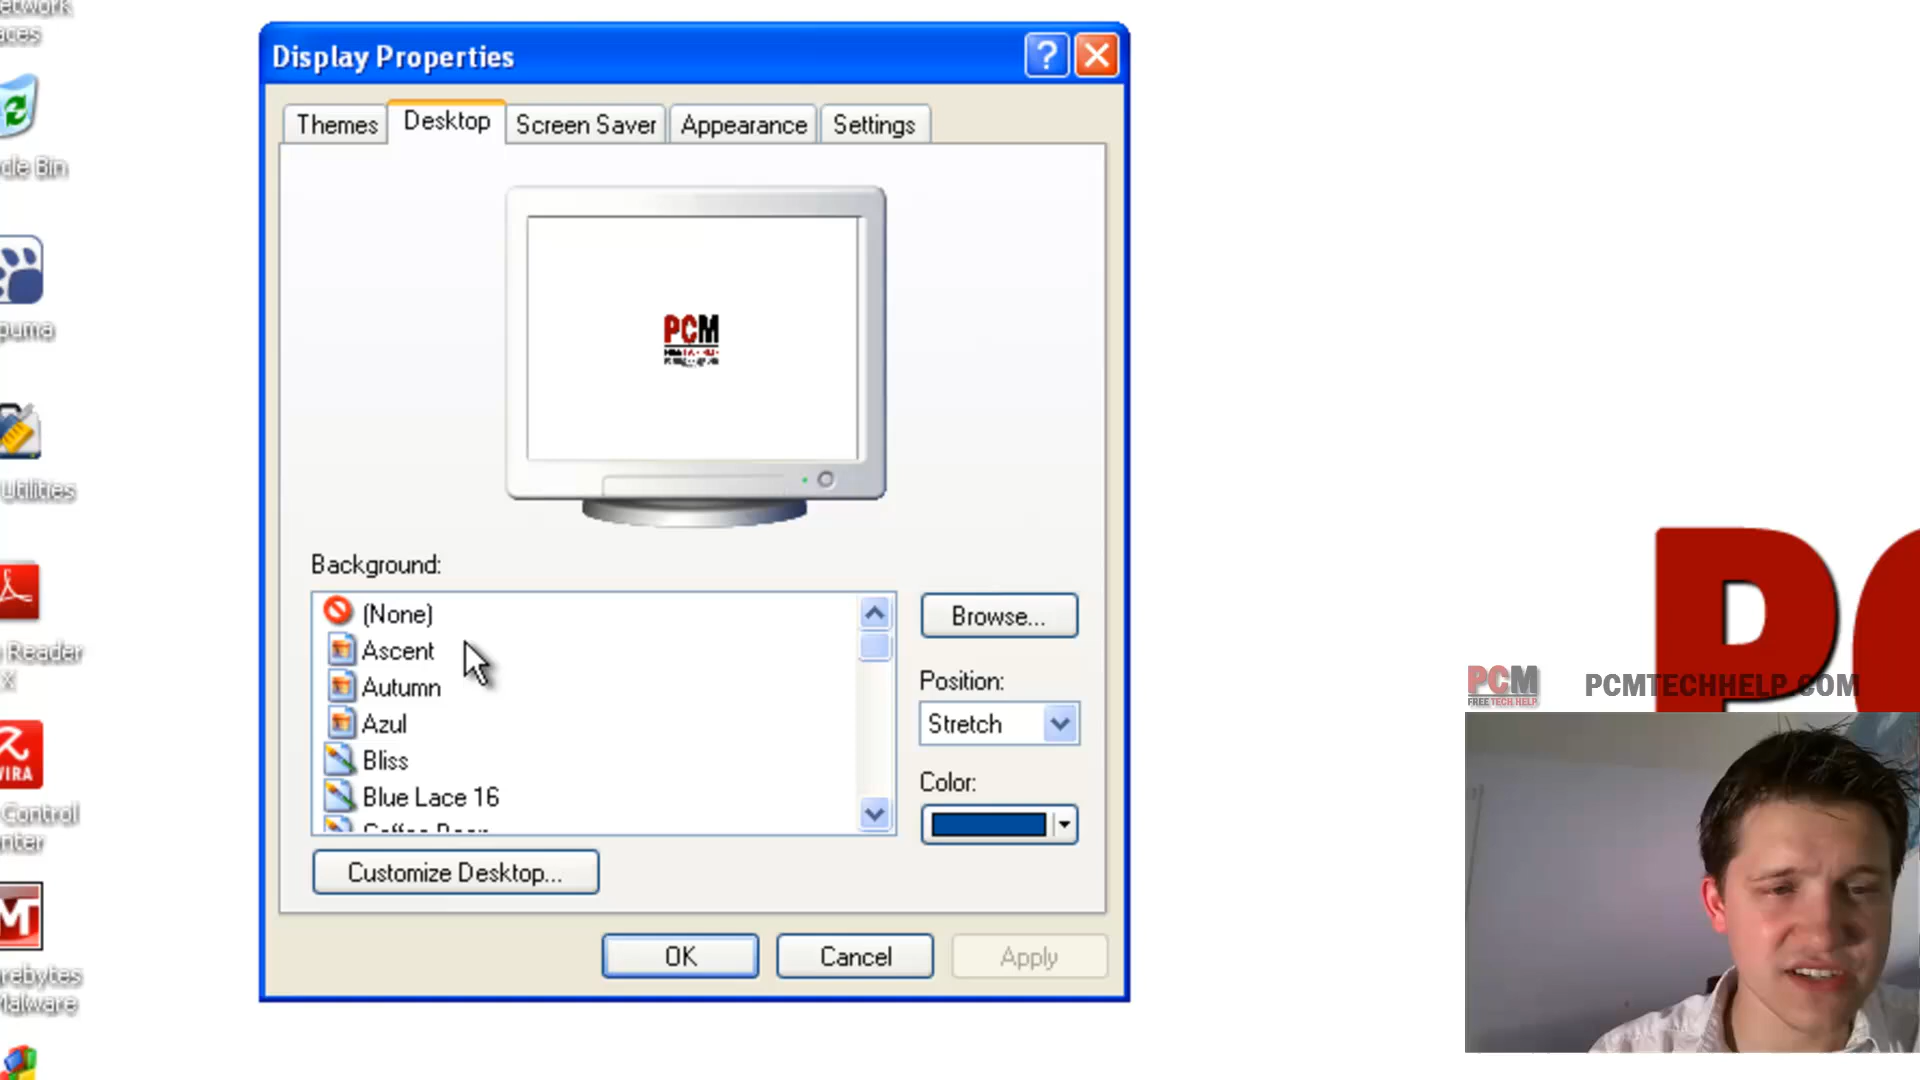 Display Properties
?
Themes
Desktop
Screen Saver
Appearance
Settings
PCM
Background:
(None)
Ascent
Autumn
Azul
Bliss
Blue Lace 16
Browse...
Position:
Stretch
Color:
Customize Desktop...
OK
Cancel
Apply
Utilities
Reader
X
Control
PCM
FREE TECH HELP
PCMTECHHELP.COM